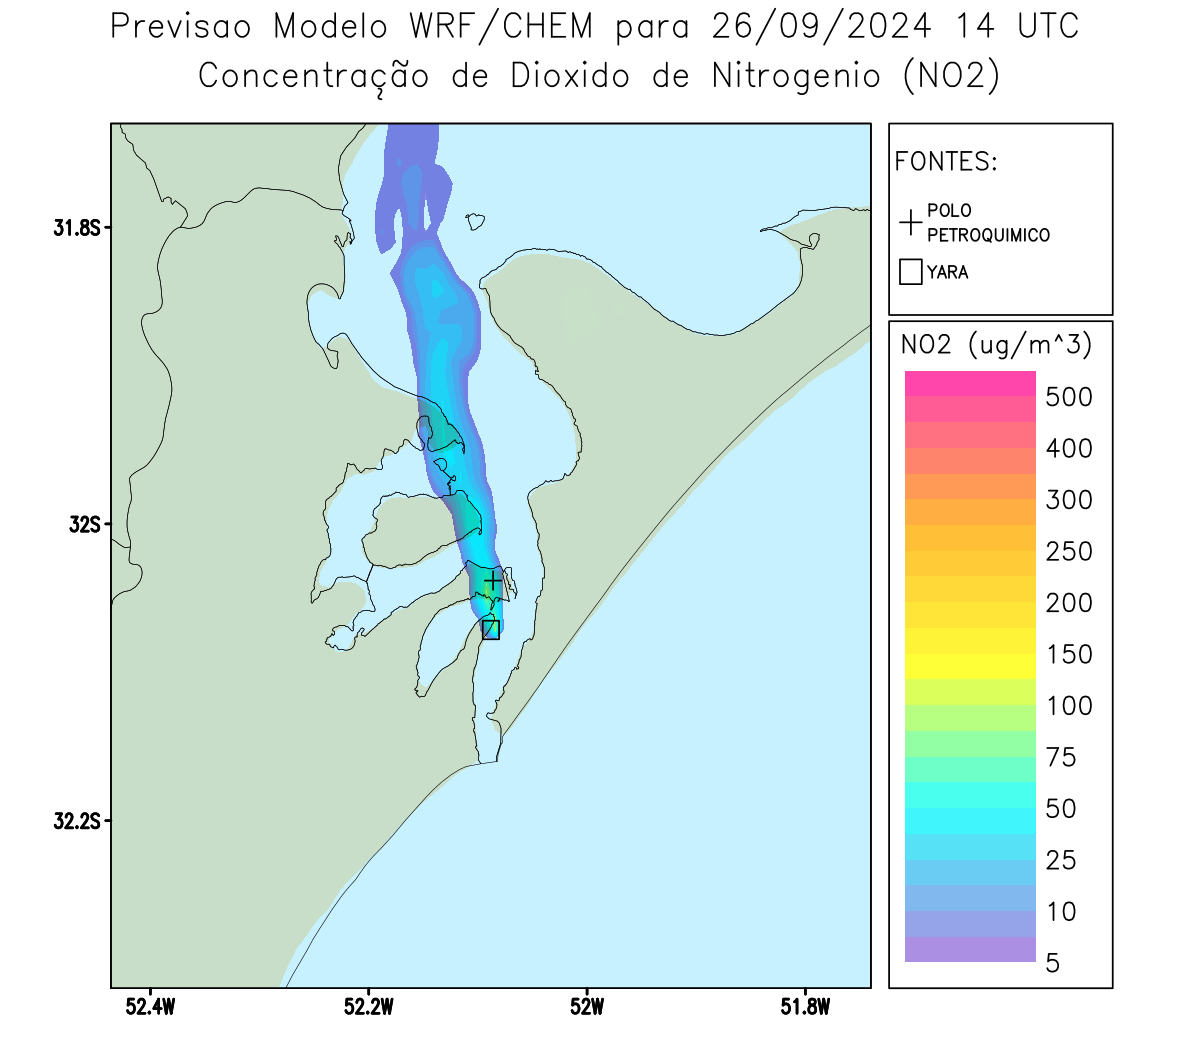 Previsao Modelo WRF/CHEM para 26/09/2024 14 UTC
Concentração de Dioxido de Nitrogenio (NO2)
FONTES:
POLO
PETROQUIMICO
YARA
31.8S
32S
32.2S
52.4W
52.2W
52W
51.8W
NO2 (ug/m^3)
500
400
300
250
200
150
100
75
50
25
10
5